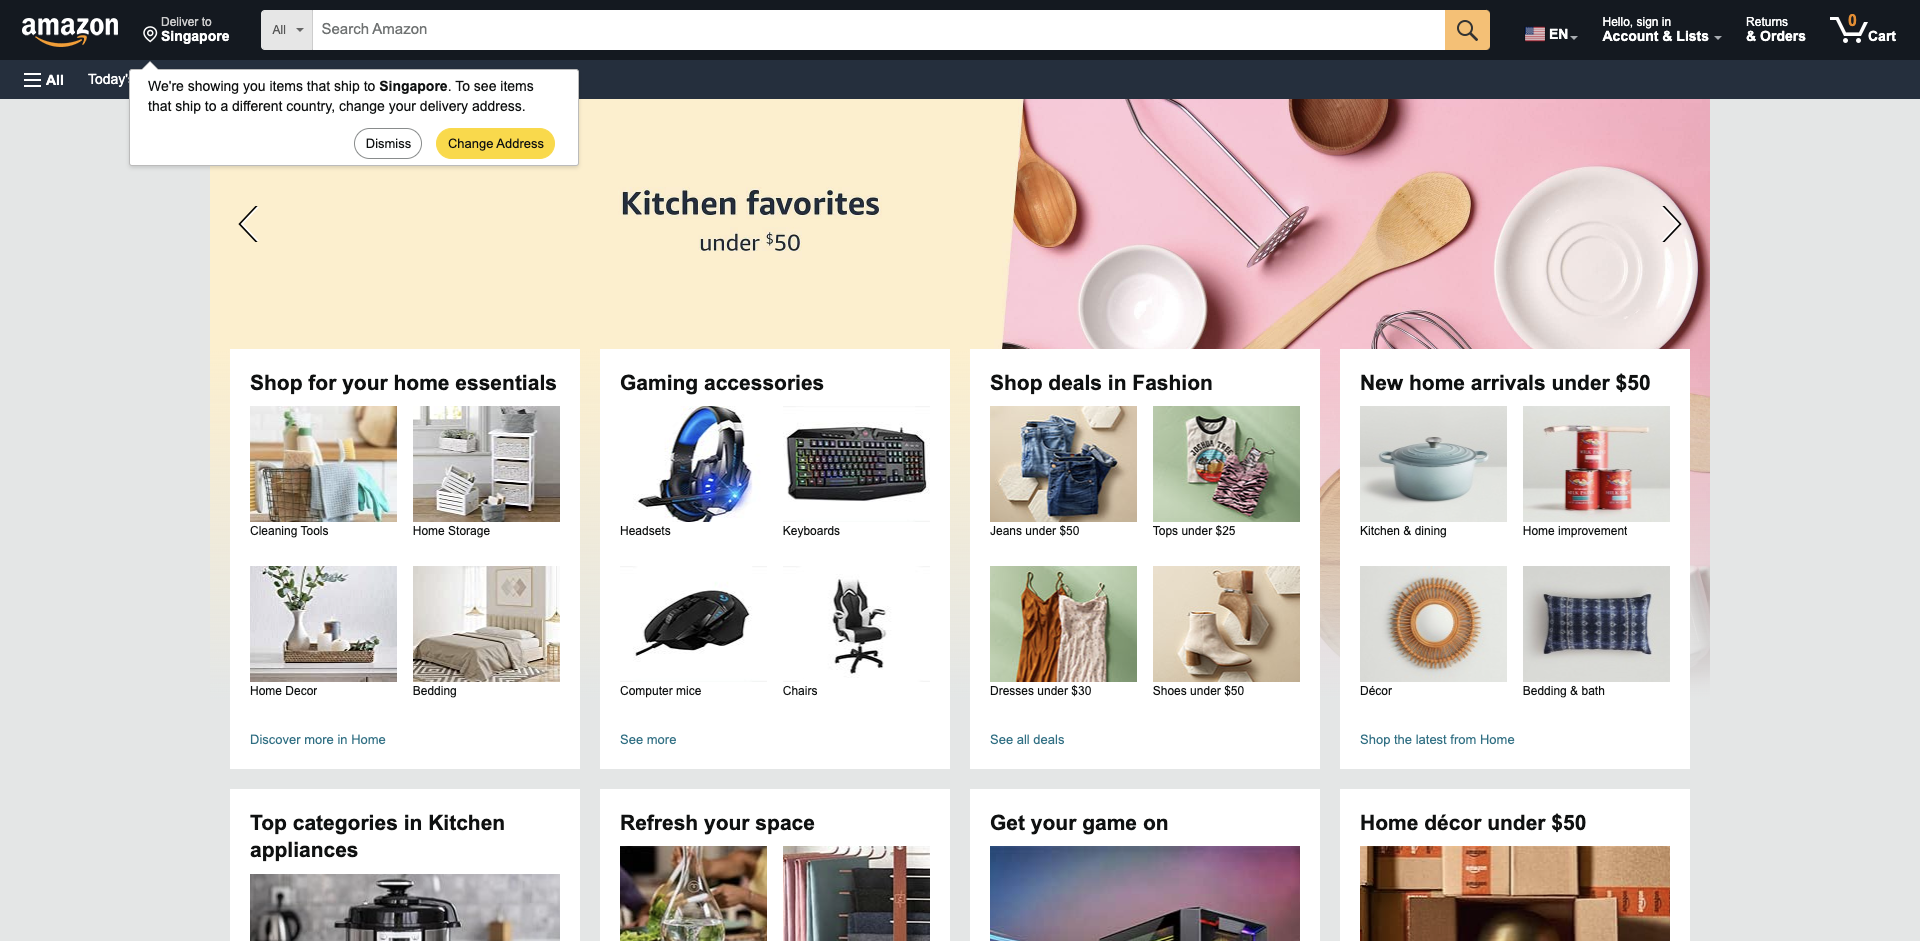 amazon
Deliver to
Singapore
All
Search Amazon
EN
Hello, sign in
Account & Lists
Returns
& Orders
0
Cart
All
Today's
We're showing you items that ship to Singapore. To see items
that ship to a different country, change your delivery address.
Dismiss
Change Address
Kitchen favorites
under $50
Shop for your home essentials
Cleaning Tools
Home Storage
Home Decor
Bedding
Discover more in Home
Gaming accessories
Headsets
Keyboards
Computer mice
Chairs
See more
Shop deals in Fashion
JOSHUA TREE
Jeans under $50
Tops under $25
Dresses under $30
Shoes under $50
See all deals
New home arrivals under $50
Kitchen & dining
Home improvement
Décor
Bedding & bath
Shop the latest from Home
Top categories in Kitchen
appliances
Refresh your space
Get your game on
Home décor under $50